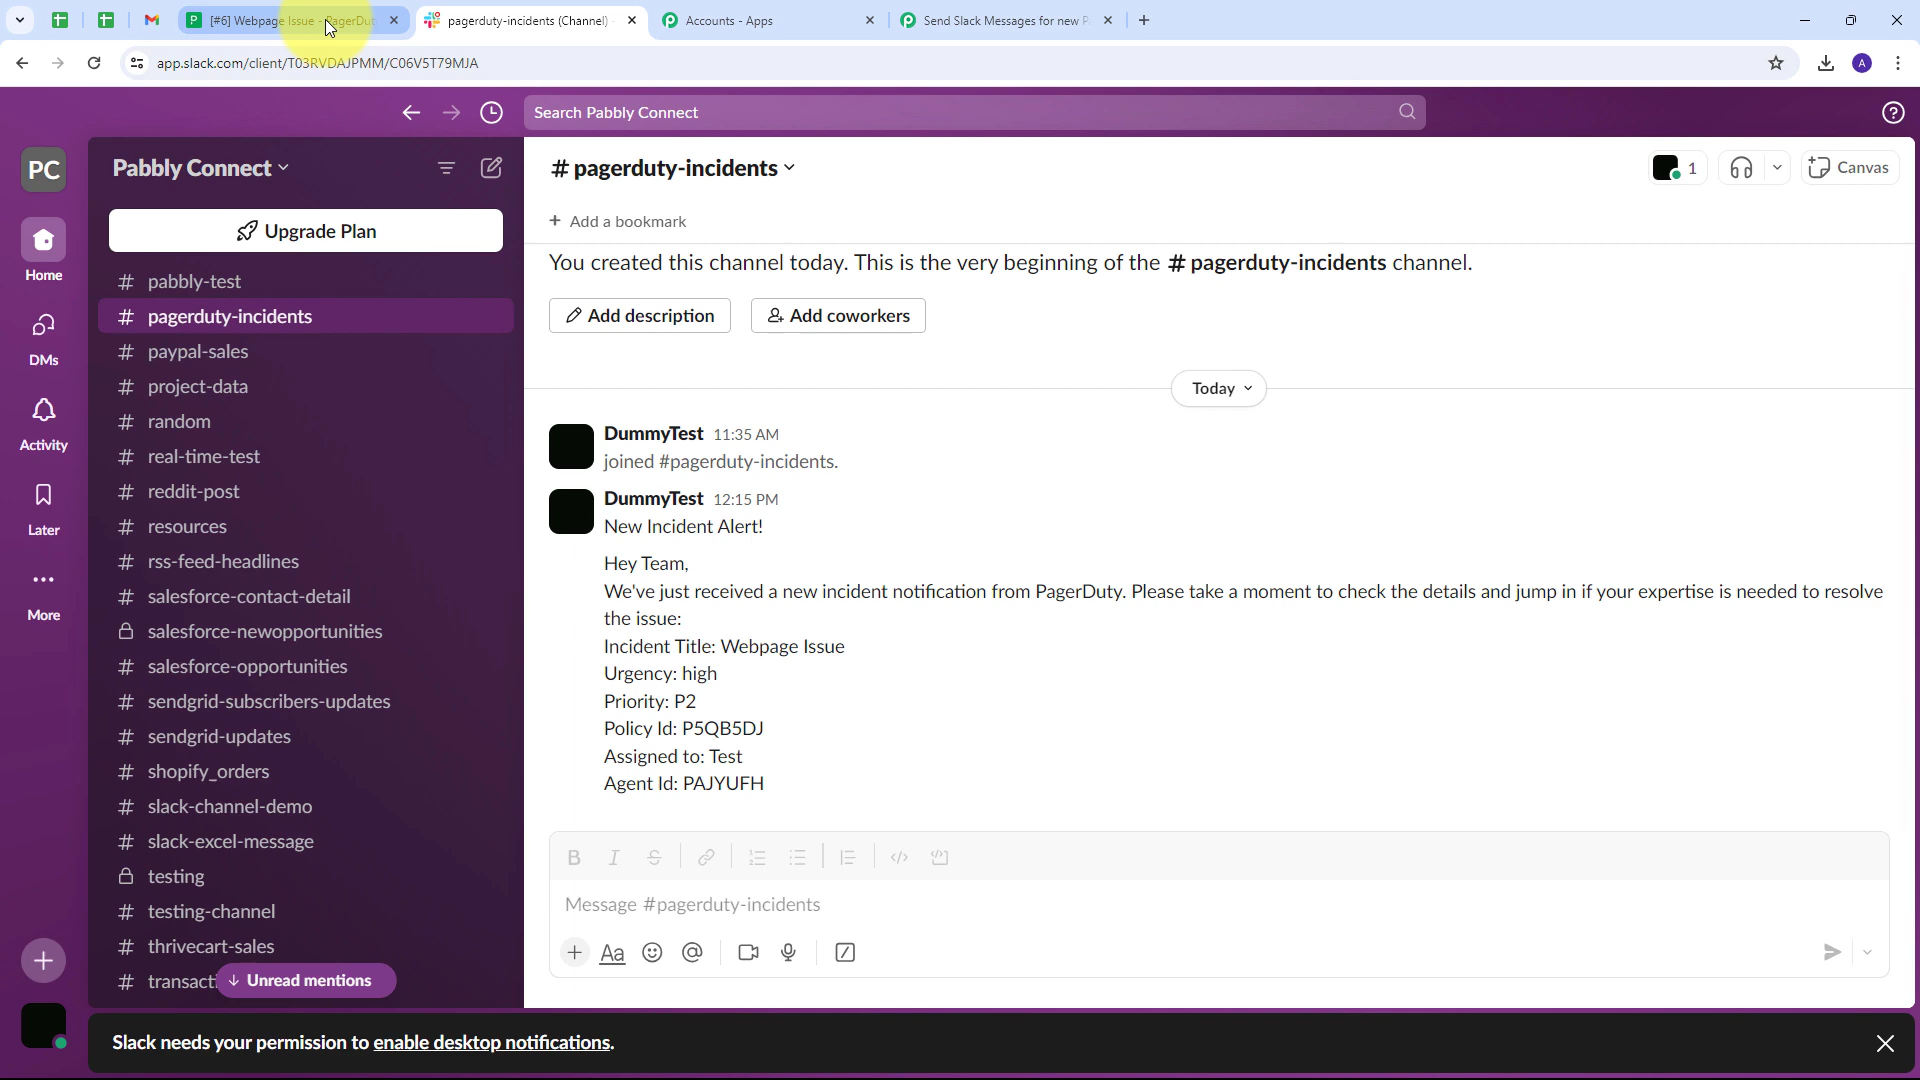 [#6] Webpage Issue - PagerDut
pagerduty-incidents (Channel)
Accounts - Apps
Send Slack Messages for new P
app.slack.com/client/T03RVDAJPMM/C06V5T79MJA
A
Search Pabbly Connect
PC
Pabbly Connect
# pagerduty-incidents
1
Canvas
Upgrade Plan
+ Add a bookmark
Home
DMs
Activity
Later
More
# pabbly-test
# pagerduty-incidents
# paypal-sales
# project-data
# random
# real-time-test
# reddit-post
# resources
# rss-feed-headlines
# salesforce-contact-detail
salesforce-newopportunities
# salesforce-opportunities
# sendgrid-subscribers-updates
# sendgrid-updates
# shopify_orders
# slack-channel-demo
# slack-excel-message
testing
# testing-channel
# thrivecart-sales
# transacti
↓ Unread mentions
You created this channel today. This is the very beginning of the # pagerduty-incidents channel.
Add description
Add coworkers
Today
DummyTest 11:35 AM
joined #pagerduty-incidents.
DummyTest 12:15 PM
New Incident Alert!
Hey Team,
We've just received a new incident notification from PagerDuty. Please take a moment to check the details and jump in if your expertise is needed to resolve
the issue:
Incident Title: Webpage Issue
Urgency: high
Priority: P2
Policy Id: P5QB5DJ
Assigned to: Test
Agent Id: PAJYUFH
Message #pagerduty-incidents
Aa
Slack needs your permission to enable desktop notifications.